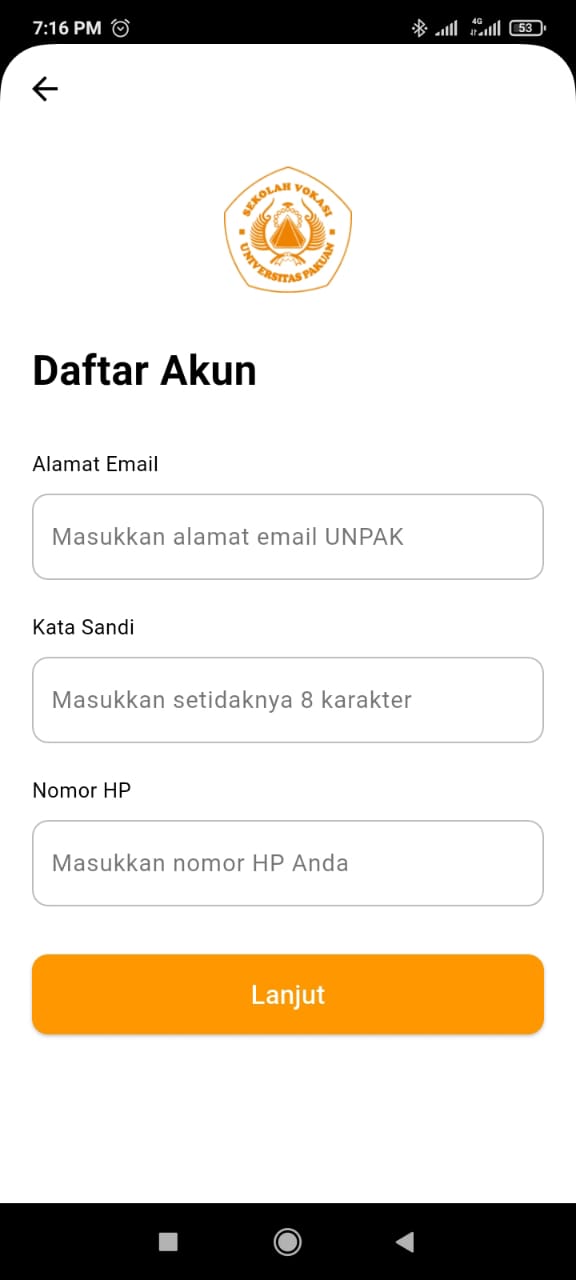 7:16 PM
4G
53
SEKOLAH VOKASI
UNIVERSITAS PAKUAN
Daftar Akun
Alamat Email
Masukkan alamat email UNPAK
Kata Sandi
Masukkan setidaknya 8 karakter
Nomor HP
Masukkan nomor HP Anda
Lanjut